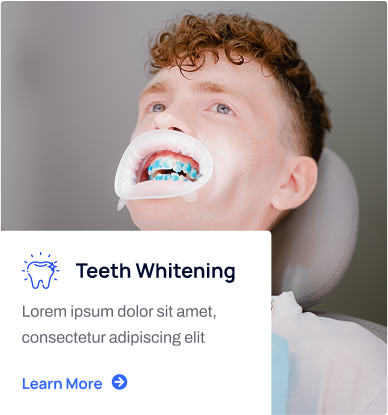 Teeth Whitening
Lorem ipsum dolor sit amet,
consectetur adipiscing elit
Learn More